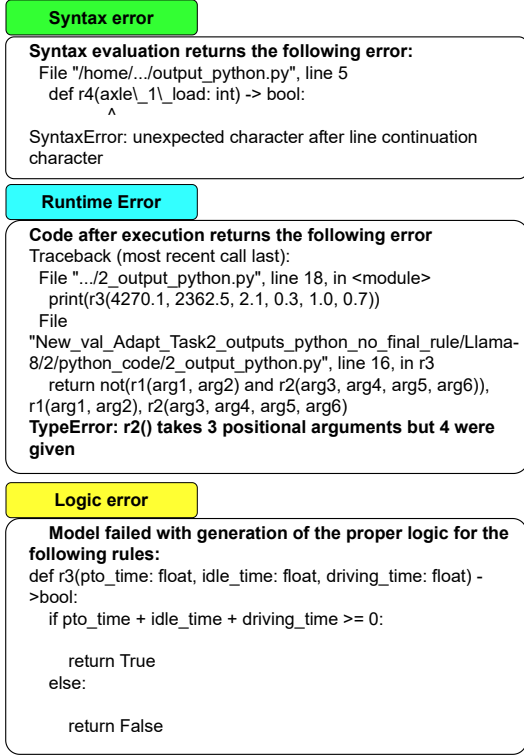 Syntax error
Syntax evaluation returns the following error:
File "/home/.../output_python.py", line 5
def r4(axle\_1\_load: int) -> bool:
^
SyntaxError: unexpected character after line continuation
character
Runtime Error
Code after execution returns the following error
Traceback (most recent call last):
File ".../2_output_python.py", line 18, in <module>
print(r3(4270.1, 2362.5, 2.1, 0.3, 1.0, 0.7))
File
"New_val_Adapt_Task2_outputs_python_no_final_rule/Llama-
8/2/python_code/2_output_python.py", line 16, in r3
return not(r1(arg1, arg2) and r2(arg3, arg4, arg5, arg6)),
r1(arg1, arg2), r2(arg3, arg4, arg5, arg6)
TypeError: r2() takes 3 positional arguments but 4 were
given
Logic error
Model failed with generation of the proper logic for the
following rules:
def r3(pto_time: float, idle_time: float, driving_time: float) -
>bool:
if pto_time + idle_time + driving_time >= 0:
return True
else:
return False